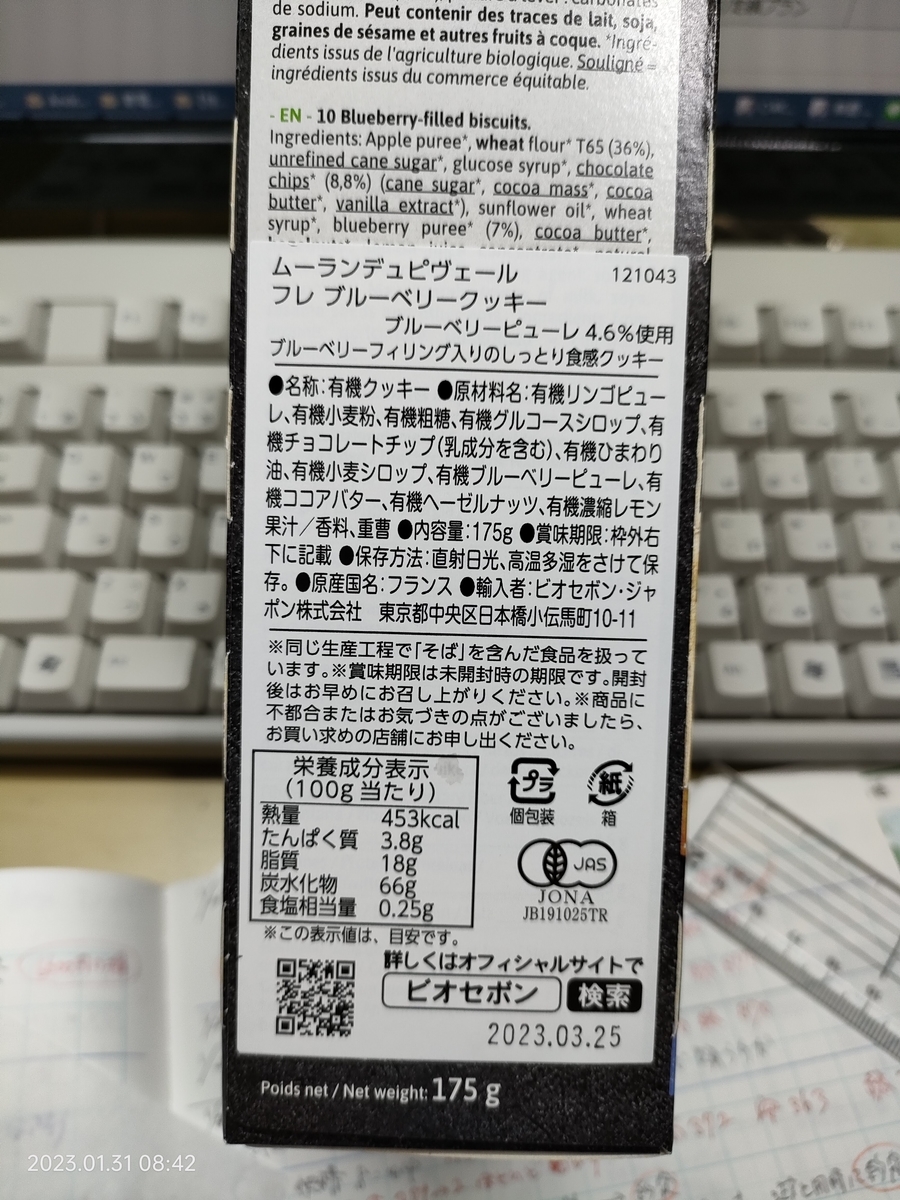 de sodium. Peut contenir des traces de lait, soja,
graines de sésame et autres fruits à coque. *Ingré-
dients issus de l'agriculture biologique. Souligné =
ingrédients issus du commerce équitable.
- EN - 10 Blueberry-filled biscuits.
Ingredients: Apple puree*, wheat flour* T65 (36%),
unrefined cane sugar*, glucose syrup*, chocolate
chips* (8,8%) (cane sugar*, cocoa mass*, cocoa
butter*, vanilla extract*), sunflower oil*, wheat
syrup*, blueberry puree* (7%), cocoa butter*,
ムーランデュピヴェール 121043
フレ ブルーベリークッキー
ブルーベリーピューレ 4.6%使用
ブルーベリーフィリング入りのしっとり食感クッキー
●名称:有機クッキー ●原材料名:有機リンゴピュー
レ、有機小麦粉、有機粗糖、有機グルコースシロップ、有
機チョコレートチップ(乳成分を含む)、有機ひまわり
油、有機小麦シロップ、有機ブルーベリーピューレ、有
機ココアバター、有機ヘーゼルナッツ、有機濃縮レモン
果汁/香料、重曹 ●内容量:175g ●賞味期限:枠外右
下に記載 ●保存方法:直射日光、高温多湿をさけて保
存。 ●原産国名:フランス ●輸入者:ビオセボン・ジャ
ポン株式会社 東京都中央区日本橋小伝馬町10-11
※同じ生産工程で「そば」を含んだ食品を扱って
います。※賞味期限は未開封時の期限です。開封
後はお早めにお召し上がりください。※商品に
不都合またはお気づきの点がございましたら、
お買い求めの店舗にお申し出ください。
栄養成分表示
(100g 当たり)
熱量 453kcal
たんぱく質 3.8g
脂質 18g
炭水化物 66g
食塩相当量 0.25g
※この表示値は、目安です。
プラ 紙
個包装 箱
JAS
JONA
JB191025TR
詳しくはオフィシャルサイトで
ビオセボン 検索
2023.03.25
Poids net / Net weight: 175 g
2023.01.31 08:42